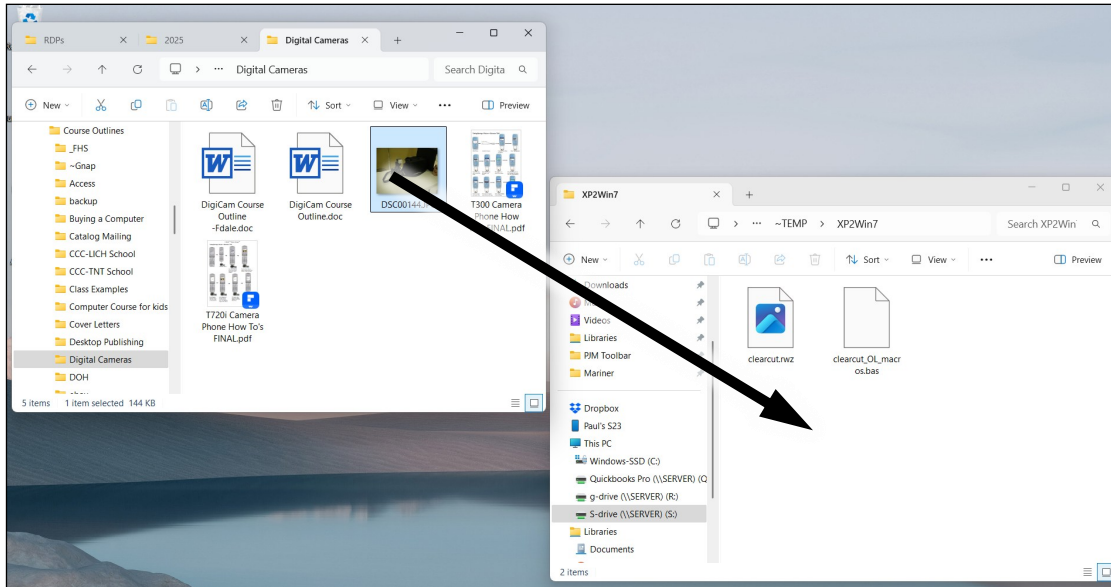 RDPs
2025
Digital Cameras
Digital Cameras
Search Digita
New
Sort
View
Preview
Course Outlines
_FHS
~Gnap
Access
backup
Buying a Computer
Catalog Mailing
CCC-LICH School
CCC-TNT School
Class Examples
Computer Course for kids
Cover Letters
Desktop Publishing
Digital Cameras
DOH
DigiCam Course
Outline
-Fdale.doc
DigiCam Course
Outline.doc
DSC00144.
T300 Camera
Phone How
FINAL.pdf
T720i Camera
Phone How To's
FINAL.pdf
5 items
1 item selected 144 KB
XP2Win7
~TEMP
XP2Win7
Search XP2Win
New
Sort
View
Preview
Downloads
Videos
Libraries
PJM Toolbar
Mariner
Dropbox
Paul's S23
This PC
Windows-SSD (C:)
Quickbooks Pro (\\SERVER) (Q
g-drive (\\SERVER) (R:)
S-drive (\\SERVER) (S:)
Libraries
Documents
clearcut.rwz
clearcut_OL_macr
os.bas
2 items